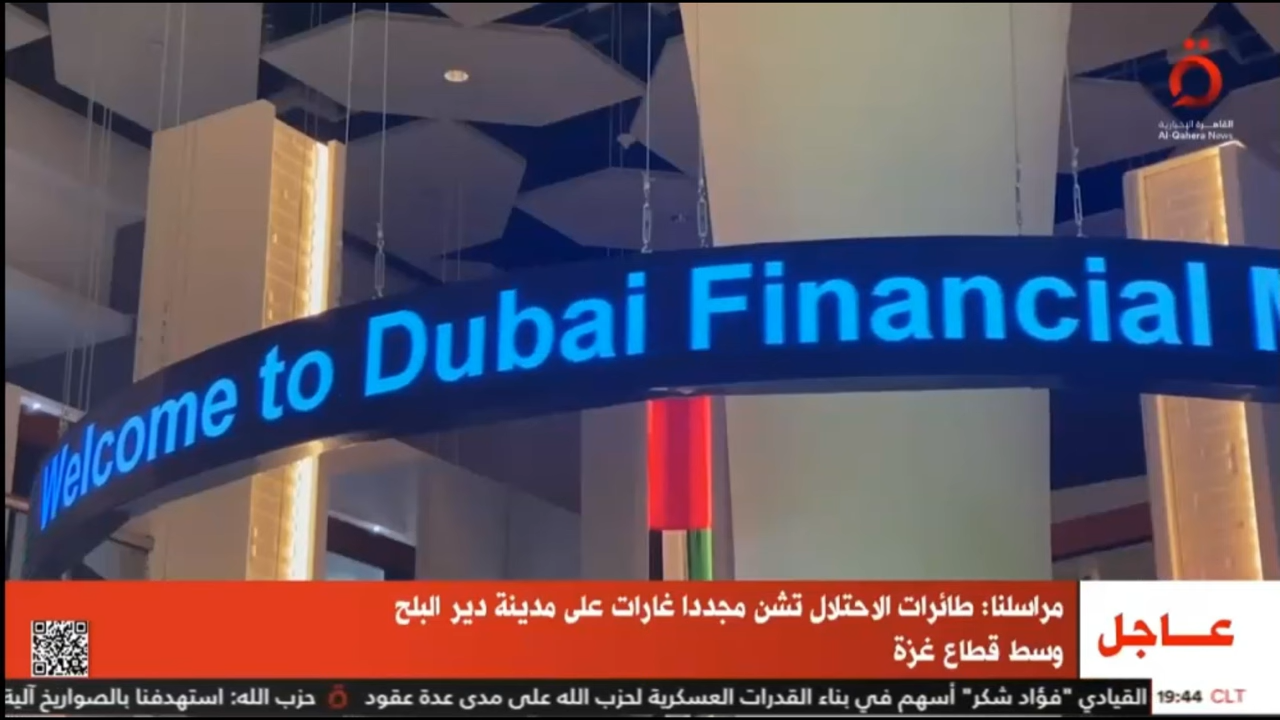 القاهرة الإخبارية
Al-Qahera News
Welcome to Dubai Financial
مراسلنا: طائرات الاحتلال تشن مجددا غارات على مدينة دير البلح
وسط قطاع غزة
عاجل
القيادي "فؤاد شكر" أسهم في بناء القدرات العسكرية لحزب الله على مدى عدة عقود حزب الله: استهدفنا بالصواريخ آلية
19:44 CLT